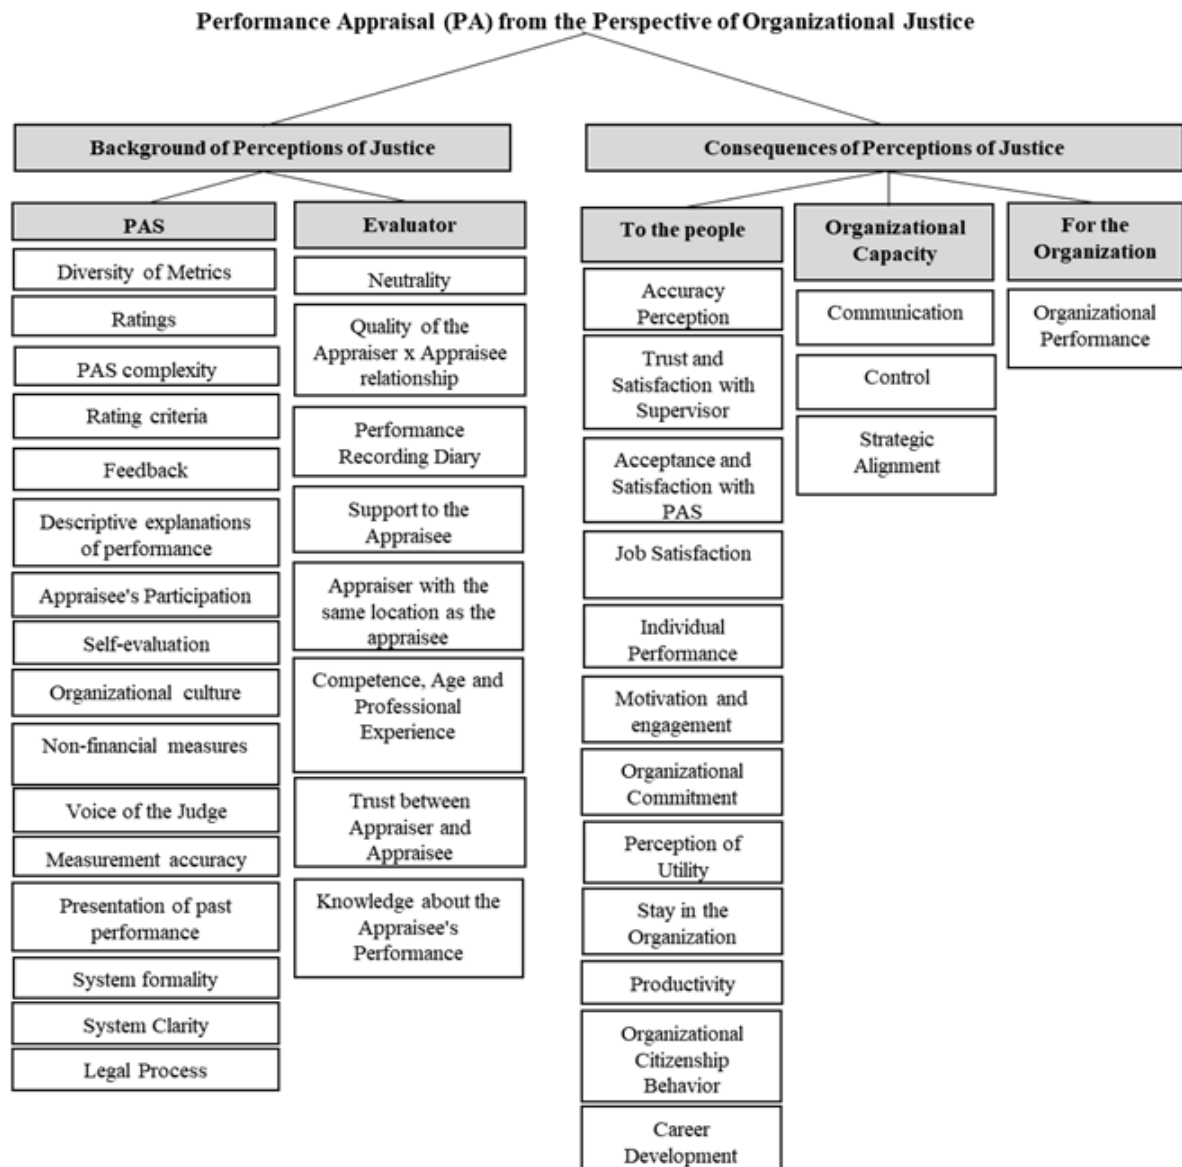 Performance Appraisal (PA) from the Perspective of Organizational Justice
Background of Perceptions of Justice
PAS
Diversity of Metrics
Ratings
PAS complexity
Rating criteria
Feedback
Descriptive explanations
of performance
Appraisee's Participation
Self-evaluation
Organizational culture
Non-financial measures
Voice of the Judge
Measurement accuracy
Presentation of past
performance
System formality
System Clarity
Legal Process
Evaluator
Neutrality
Quality of the
Appraiser x Appraisee
relationship
Performance
Recording Diary
Support to the
Appraisee
Appraiser with the
same location as the
appraisee
Competence, Age and
Professional
Experience
Trust between
Appraiser and
Appraisee
Knowledge about the
Appraisee's
Performance
Consequences of Perceptions of Justice
To the people
Accuracy
Perception
Trust and
Satisfaction with
Supervisor
Acceptance and
Satisfaction with
PAS
Job Satisfaction
Individual
Performance
Motivation and
engagement
Organizational
Commitment
Perception of
Utility
Stay in the
Organization
Productivity
Organizational
Citizenship
Behavior
Career
Development
Organizational
Capacity
Communication
Control
Strategic
Alignment
For the
Organization
Organizational
Performance